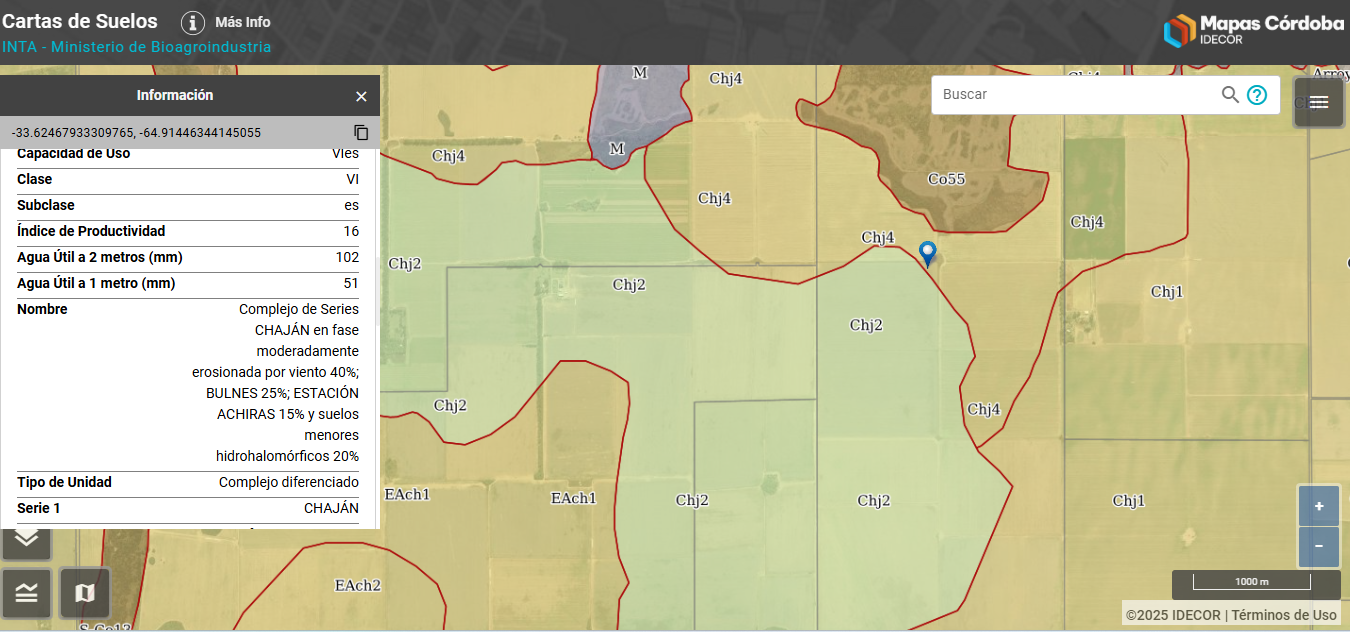 Cartas de Suelos
Más Info
INTA - Ministerio de Bioagroindustria
Mapas Córdoba
IDECOR
Información
-33.62467933309765, -64.91446344145055
Capacidad de Uso VIes
Clase VI
Subclase es
Índice de Productividad 16
Agua Útil a 2 metros (mm) 102
Agua Útil a 1 metro (mm) 51
Nombre Complejo de Series
CHAJÁN en fase
moderadamente
erosionada por viento 40%;
BULNES 25%; ESTACIÓN
ACHIRAS 15% y suelos
menores
hidrohalomórficos 20%
Tipo de Unidad Complejo diferenciado
Serie 1 CHAJÁN
Buscar
M
Chj4
Chj4
M
Chj4
Co55
Chj4
Chj4
Chj4
Chj2
Chj2
Chj1
Chj2
Chj2
Chj4
EAch1
EAch1
Chj2
Chj2
Chj1
EAch2
+
−
1000 m
©2025 IDECOR | Términos de Uso